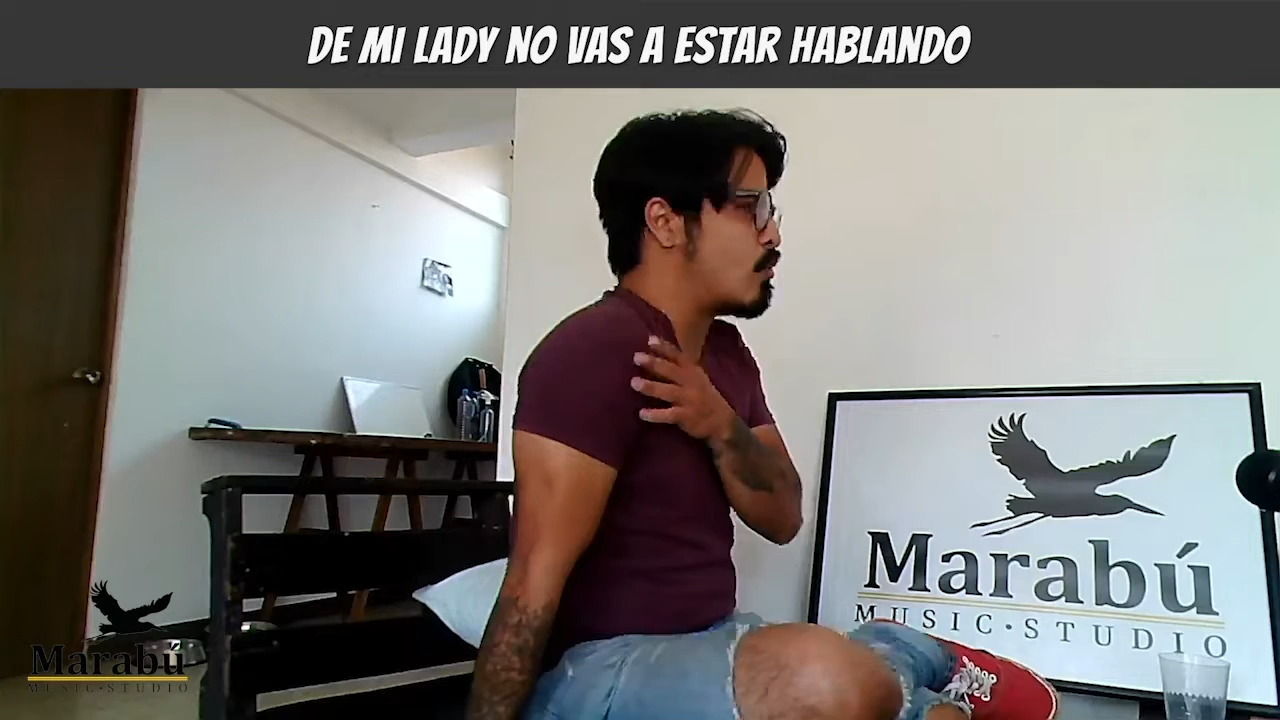 DE MI LADY NO VAS A ESTAR HABLANDO
Marabú
MUSIC·STUDIO
Marabú
MUSIC·STUDIO